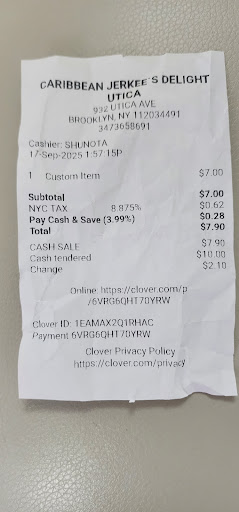 CARIBBEAN JERKEE'S DELIGHT
UTICA
932 UTICA AVE
BROOKLYN, NY 112034491
3473658691
Cashier: SHUNOTA
17-Sep-2025 1:57:15P
1 Custom Item $7.00
Subtotal $7.00
NYC TAX 8.875% $0.62
Pay Cash & Save (3.99%) $0.28
Total $7.90
CASH SALE $7.90
Cash tendered $10.00
Change $2.10
Online: https://clover.com/p
/6VRG6QHT70YRW
Clover ID: 1EAMAX2Q1RHAC
Payment 6VRG6QHT70YRW
Clover Privacy Policy
https://clover.com/privacy